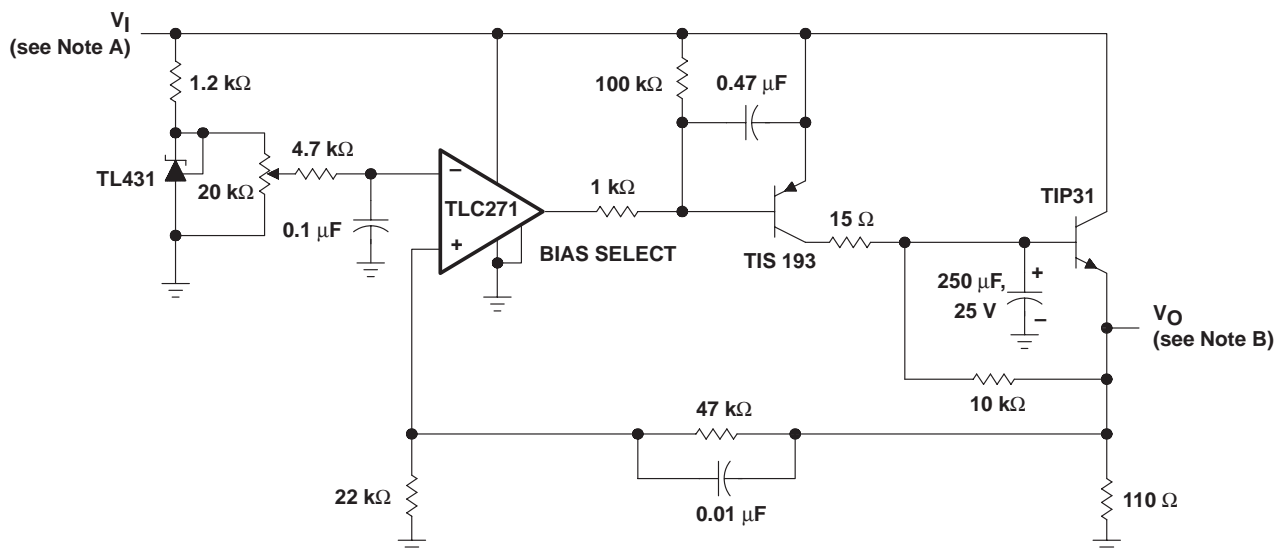 VI
(see Note A)
1.2 kΩ
TL431
20 kΩ
4.7 kΩ
0.1 μF
−
TLC271
+
BIAS SELECT
1 kΩ
100 kΩ
0.47 μF
TIS 193
15 Ω
250 μF,
25 V
+
−
TIP31
VO
(see Note B)
10 kΩ
47 kΩ
0.01 μF
22 kΩ
110 Ω